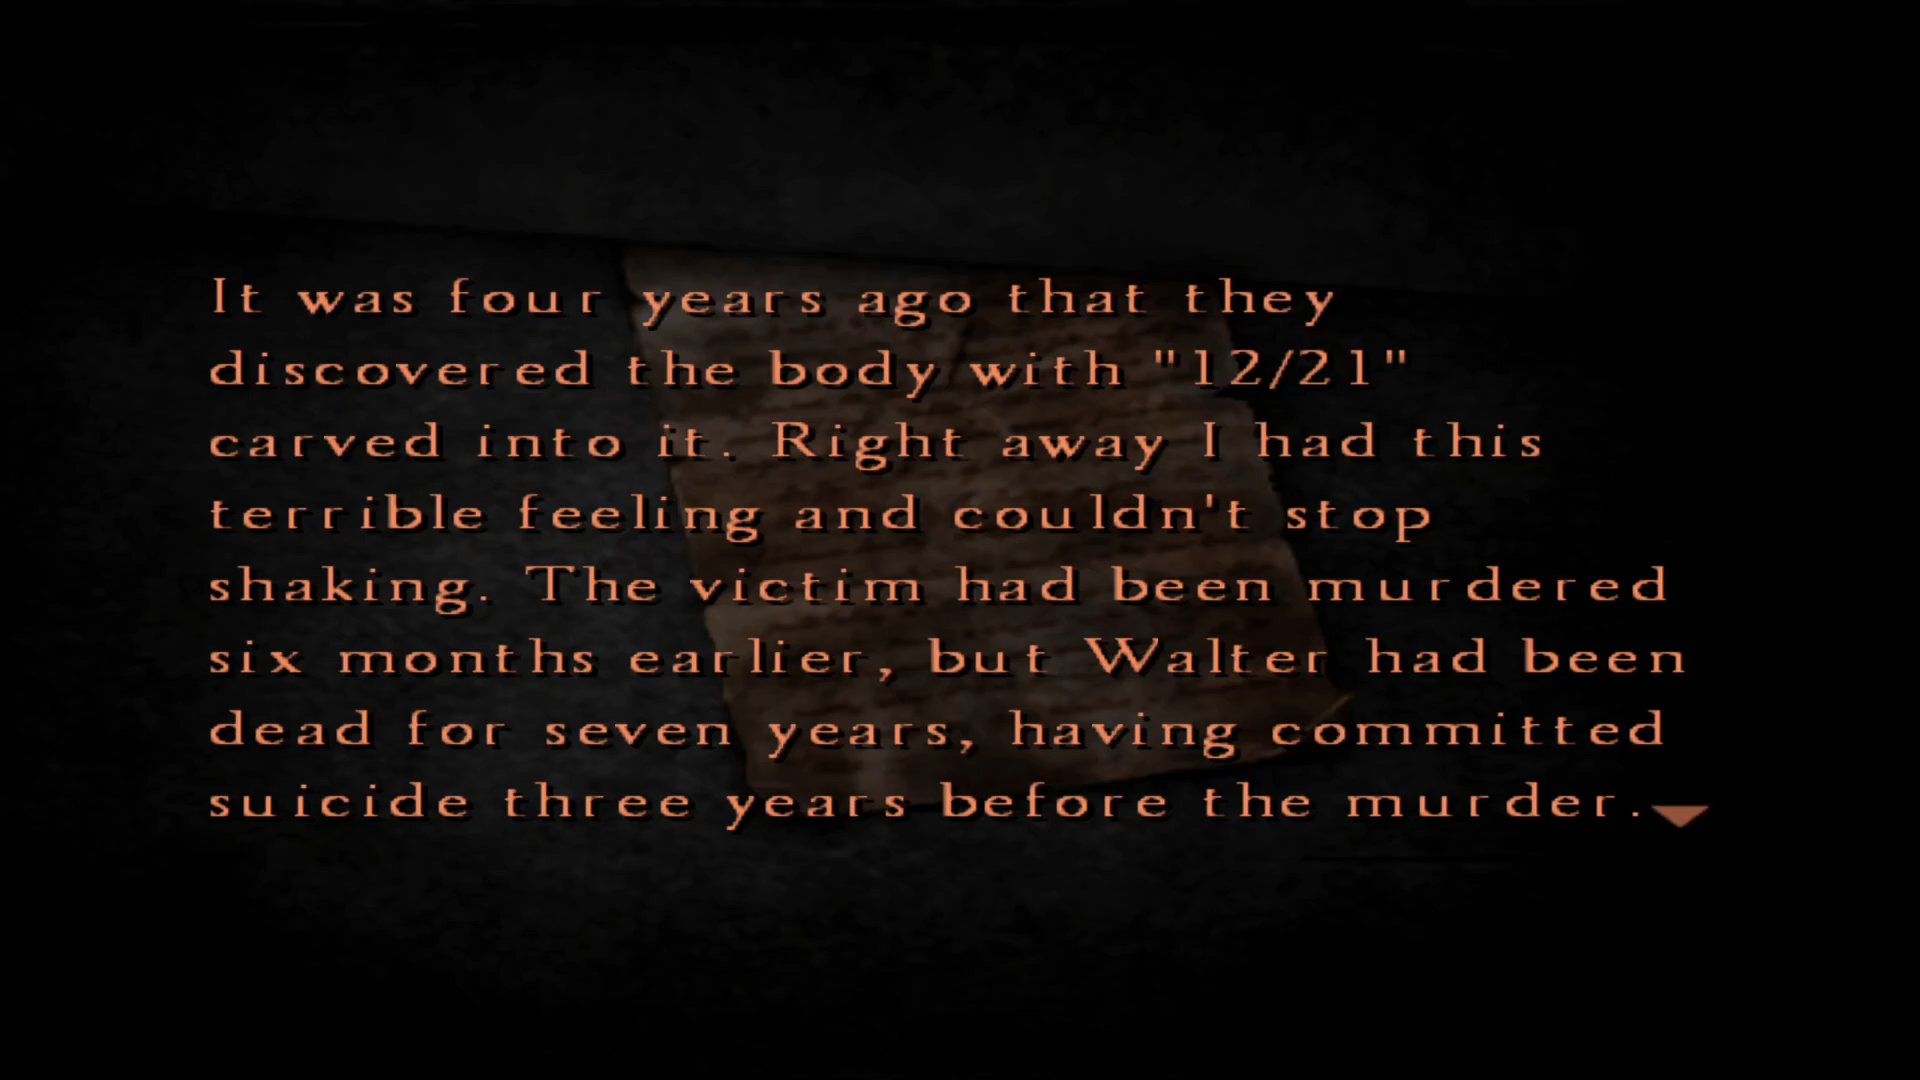 It was four years ago that they
discovered the body with "12/21"
carved into it. Right away I had this
terrible feeling and couldn't stop
shaking. The victim had been murdered
six months earlier, but Walter had been
dead for seven years, having committed
suicide three years before the murder.